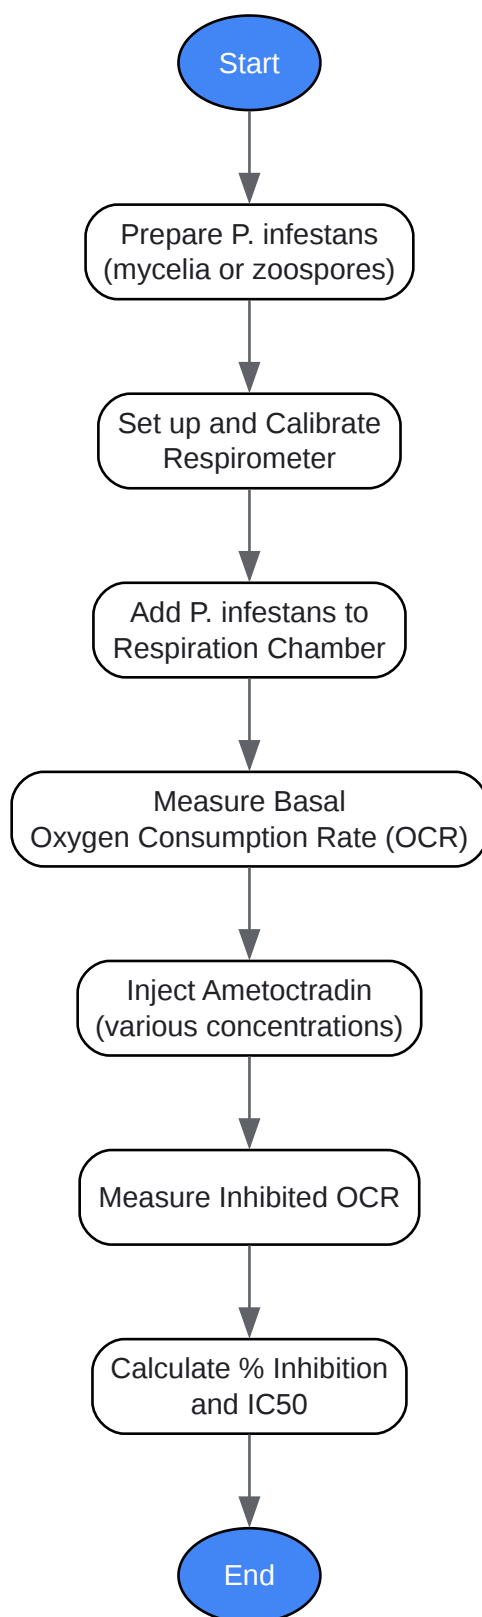 Start
Prepare P. infestans
(mycelia or zoospores)
Set up and Calibrate
Respirometer
Add P. infestans to
Respiration Chamber
Measure Basal
Oxygen Consumption Rate (OCR)
Inject Ametoctradin
(various concentrations)
Measure Inhibited OCR
Calculate % Inhibition
and IC50
End